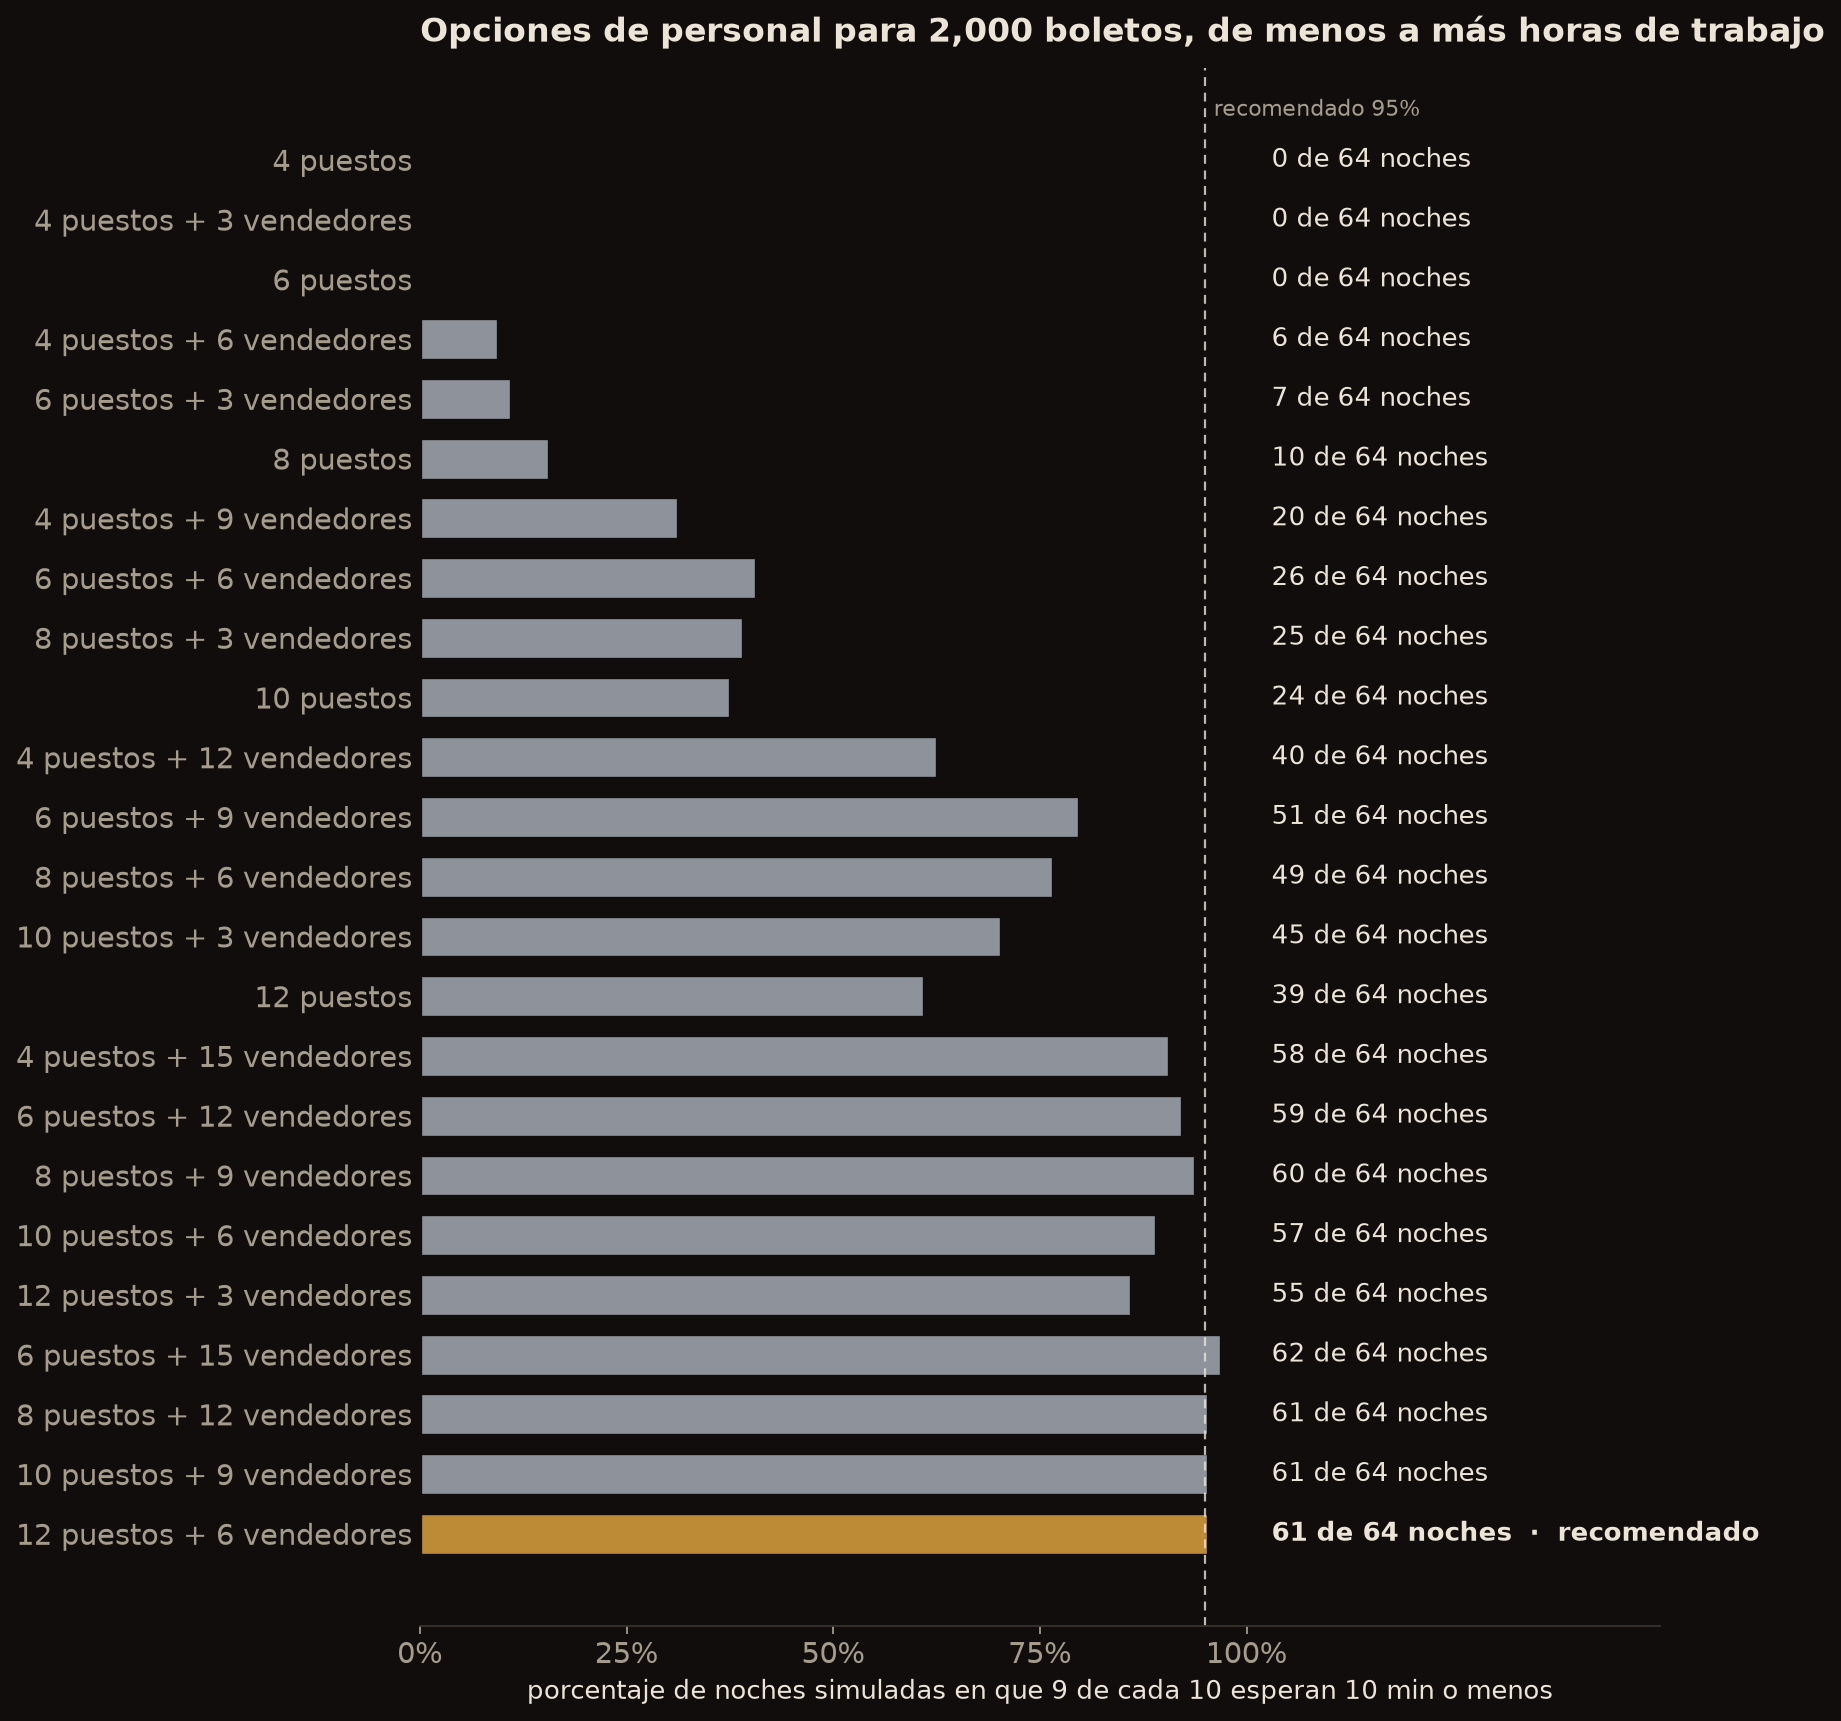 Opciones de personal para 2,000 boletos, de menos a más horas de trabajo
recomendado 95%
4 puestos 0 de 64 noches
4 puestos + 3 vendedores 0 de 64 noches
6 puestos 0 de 64 noches
4 puestos + 6 vendedores 6 de 64 noches
6 puestos + 3 vendedores 7 de 64 noches
8 puestos 10 de 64 noches
4 puestos + 9 vendedores 20 de 64 noches
6 puestos + 6 vendedores 26 de 64 noches
8 puestos + 3 vendedores 25 de 64 noches
10 puestos 24 de 64 noches
4 puestos + 12 vendedores 40 de 64 noches
6 puestos + 9 vendedores 51 de 64 noches
8 puestos + 6 vendedores 49 de 64 noches
10 puestos + 3 vendedores 45 de 64 noches
12 puestos 39 de 64 noches
4 puestos + 15 vendedores 58 de 64 noches
6 puestos + 12 vendedores 59 de 64 noches
8 puestos + 9 vendedores 60 de 64 noches
10 puestos + 6 vendedores 57 de 64 noches
12 puestos + 3 vendedores 55 de 64 noches
6 puestos + 15 vendedores 62 de 64 noches
8 puestos + 12 vendedores 61 de 64 noches
10 puestos + 9 vendedores 61 de 64 noches
12 puestos + 6 vendedores 61 de 64 noches · recomendado
0% 25% 50% 75% 100%
porcentaje de noches simuladas en que 9 de cada 10 esperan 10 min o menos